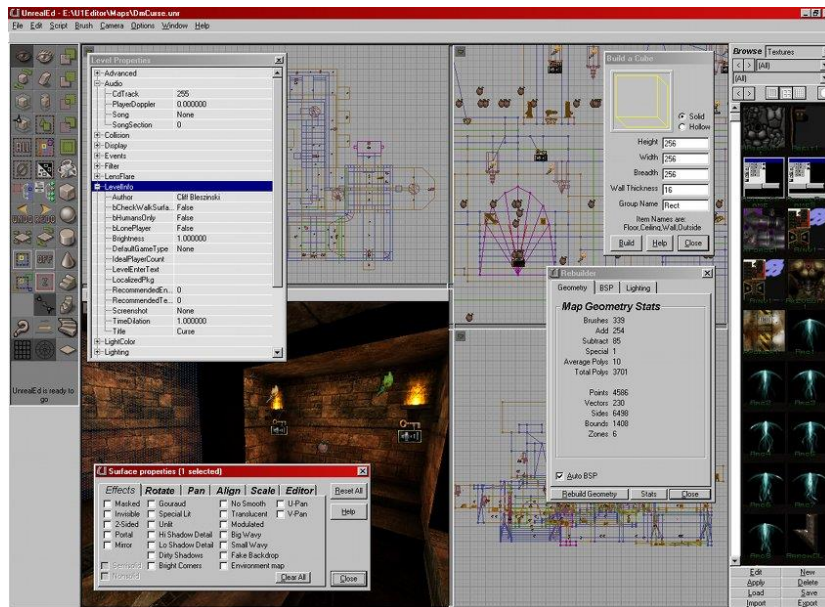 UnrealEd - E:\U1Editor\Maps\DmCurse.unr
File Edit Script Brush Camera Options Window Help
Level Properties
Advanced
Audio
CdTrack 255
PlayerDoppler 0.000000
Song None
SongSection 0
Collision
Display
Events
Filter
LensFlare
LevelInfo
Author Cliff Bleszinski
bCheckWalkSurfa... False
bHumansOnly False
bLonePlayer False
Brightness 1.000000
DefaultGameType None
IdealPlayerCount
LevelEnterText
LocalizedPkg
RecommendedEn... 0
RecommendedTe... 0
Screenshot None
TimeDilation 1.000000
Title Curse
LightColor
Lighting
UNDO REDO
OFF
UnrealEd is ready to
go
Build a Cube
Solid
Hollow
Height 256
Width 256
Breadth 256
Wall Thickness 16
Group Name Rect
Item Names are:
Floor,Ceiling,Wall,Outside
Build Help Close
Rebuilder
Geometry BSP Lighting
Map Geometry Stats
Brushes 339
Add 254
Subtract 85
Special 1
Average Polys 10
Total Polys 3701
Points 4586
Vectors 230
Sides 6498
Bounds 1408
Zones 6
Auto BSP
Rebuild Geometry Stats Close
Surface properties (1 selected)
Effects Rotate Pan Align Scale Editor
Reset All
Help
Masked Gouraud No Smooth U-Pan
Invisible Special Lit Translucent V-Pan
2-Sided Unlit Modulated
Portal Hi Shadow Detail Big Wavy
Mirror Lo Shadow Detail Small Wavy
Dirty Shadows Fake Backdrop
Semisolid Bright Corners Environment map
Nonsolid
Clear All
Close
Browse Textures
< > (All)
(All)
< >
Edit New
Apply Delete
Load Save
Import Export